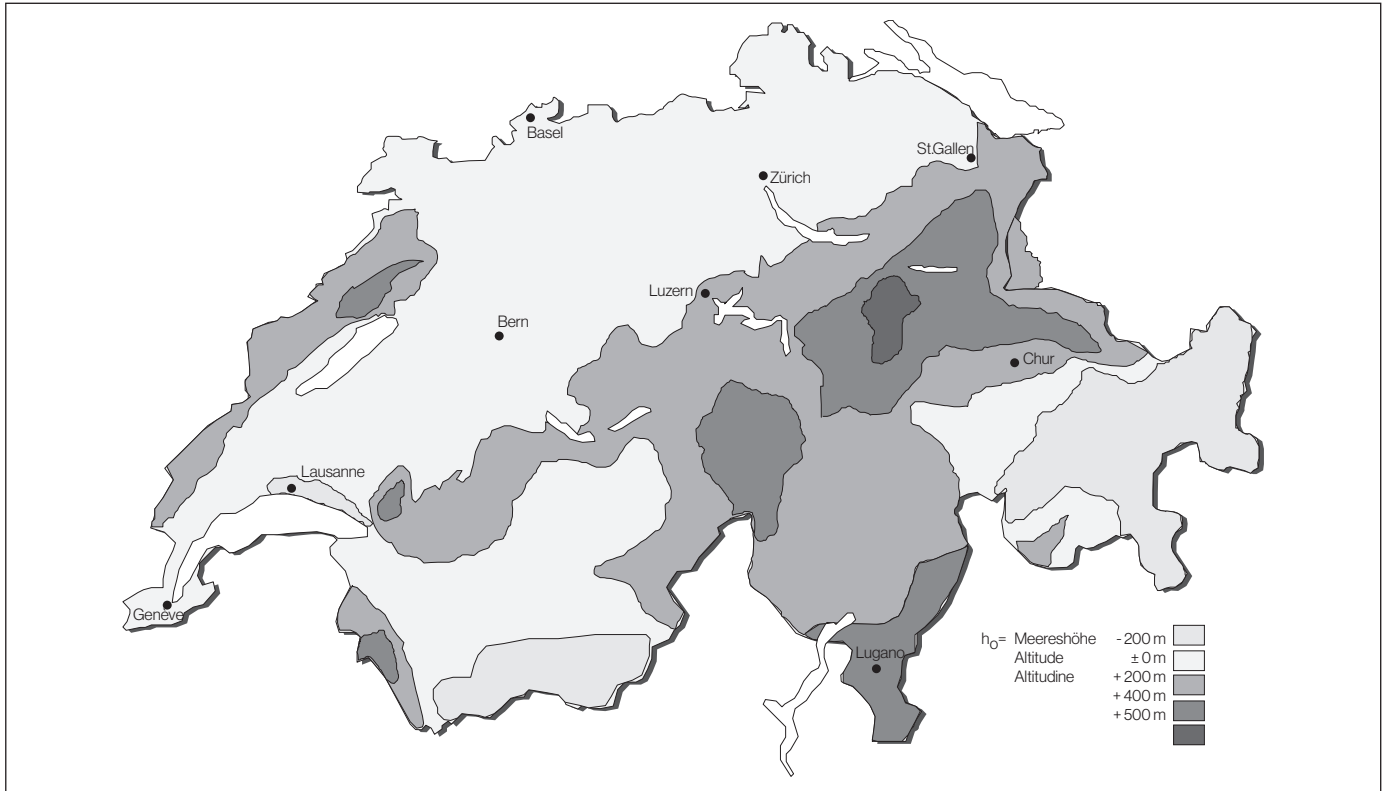 Basel
St.Gallen
Zürich
Luzern
Bern
Chur
Lausanne
Genève
Lugano
h₀= Meereshöhe -200 m
Altitude ± 0 m
Altitudine +200 m
+400 m
+500 m